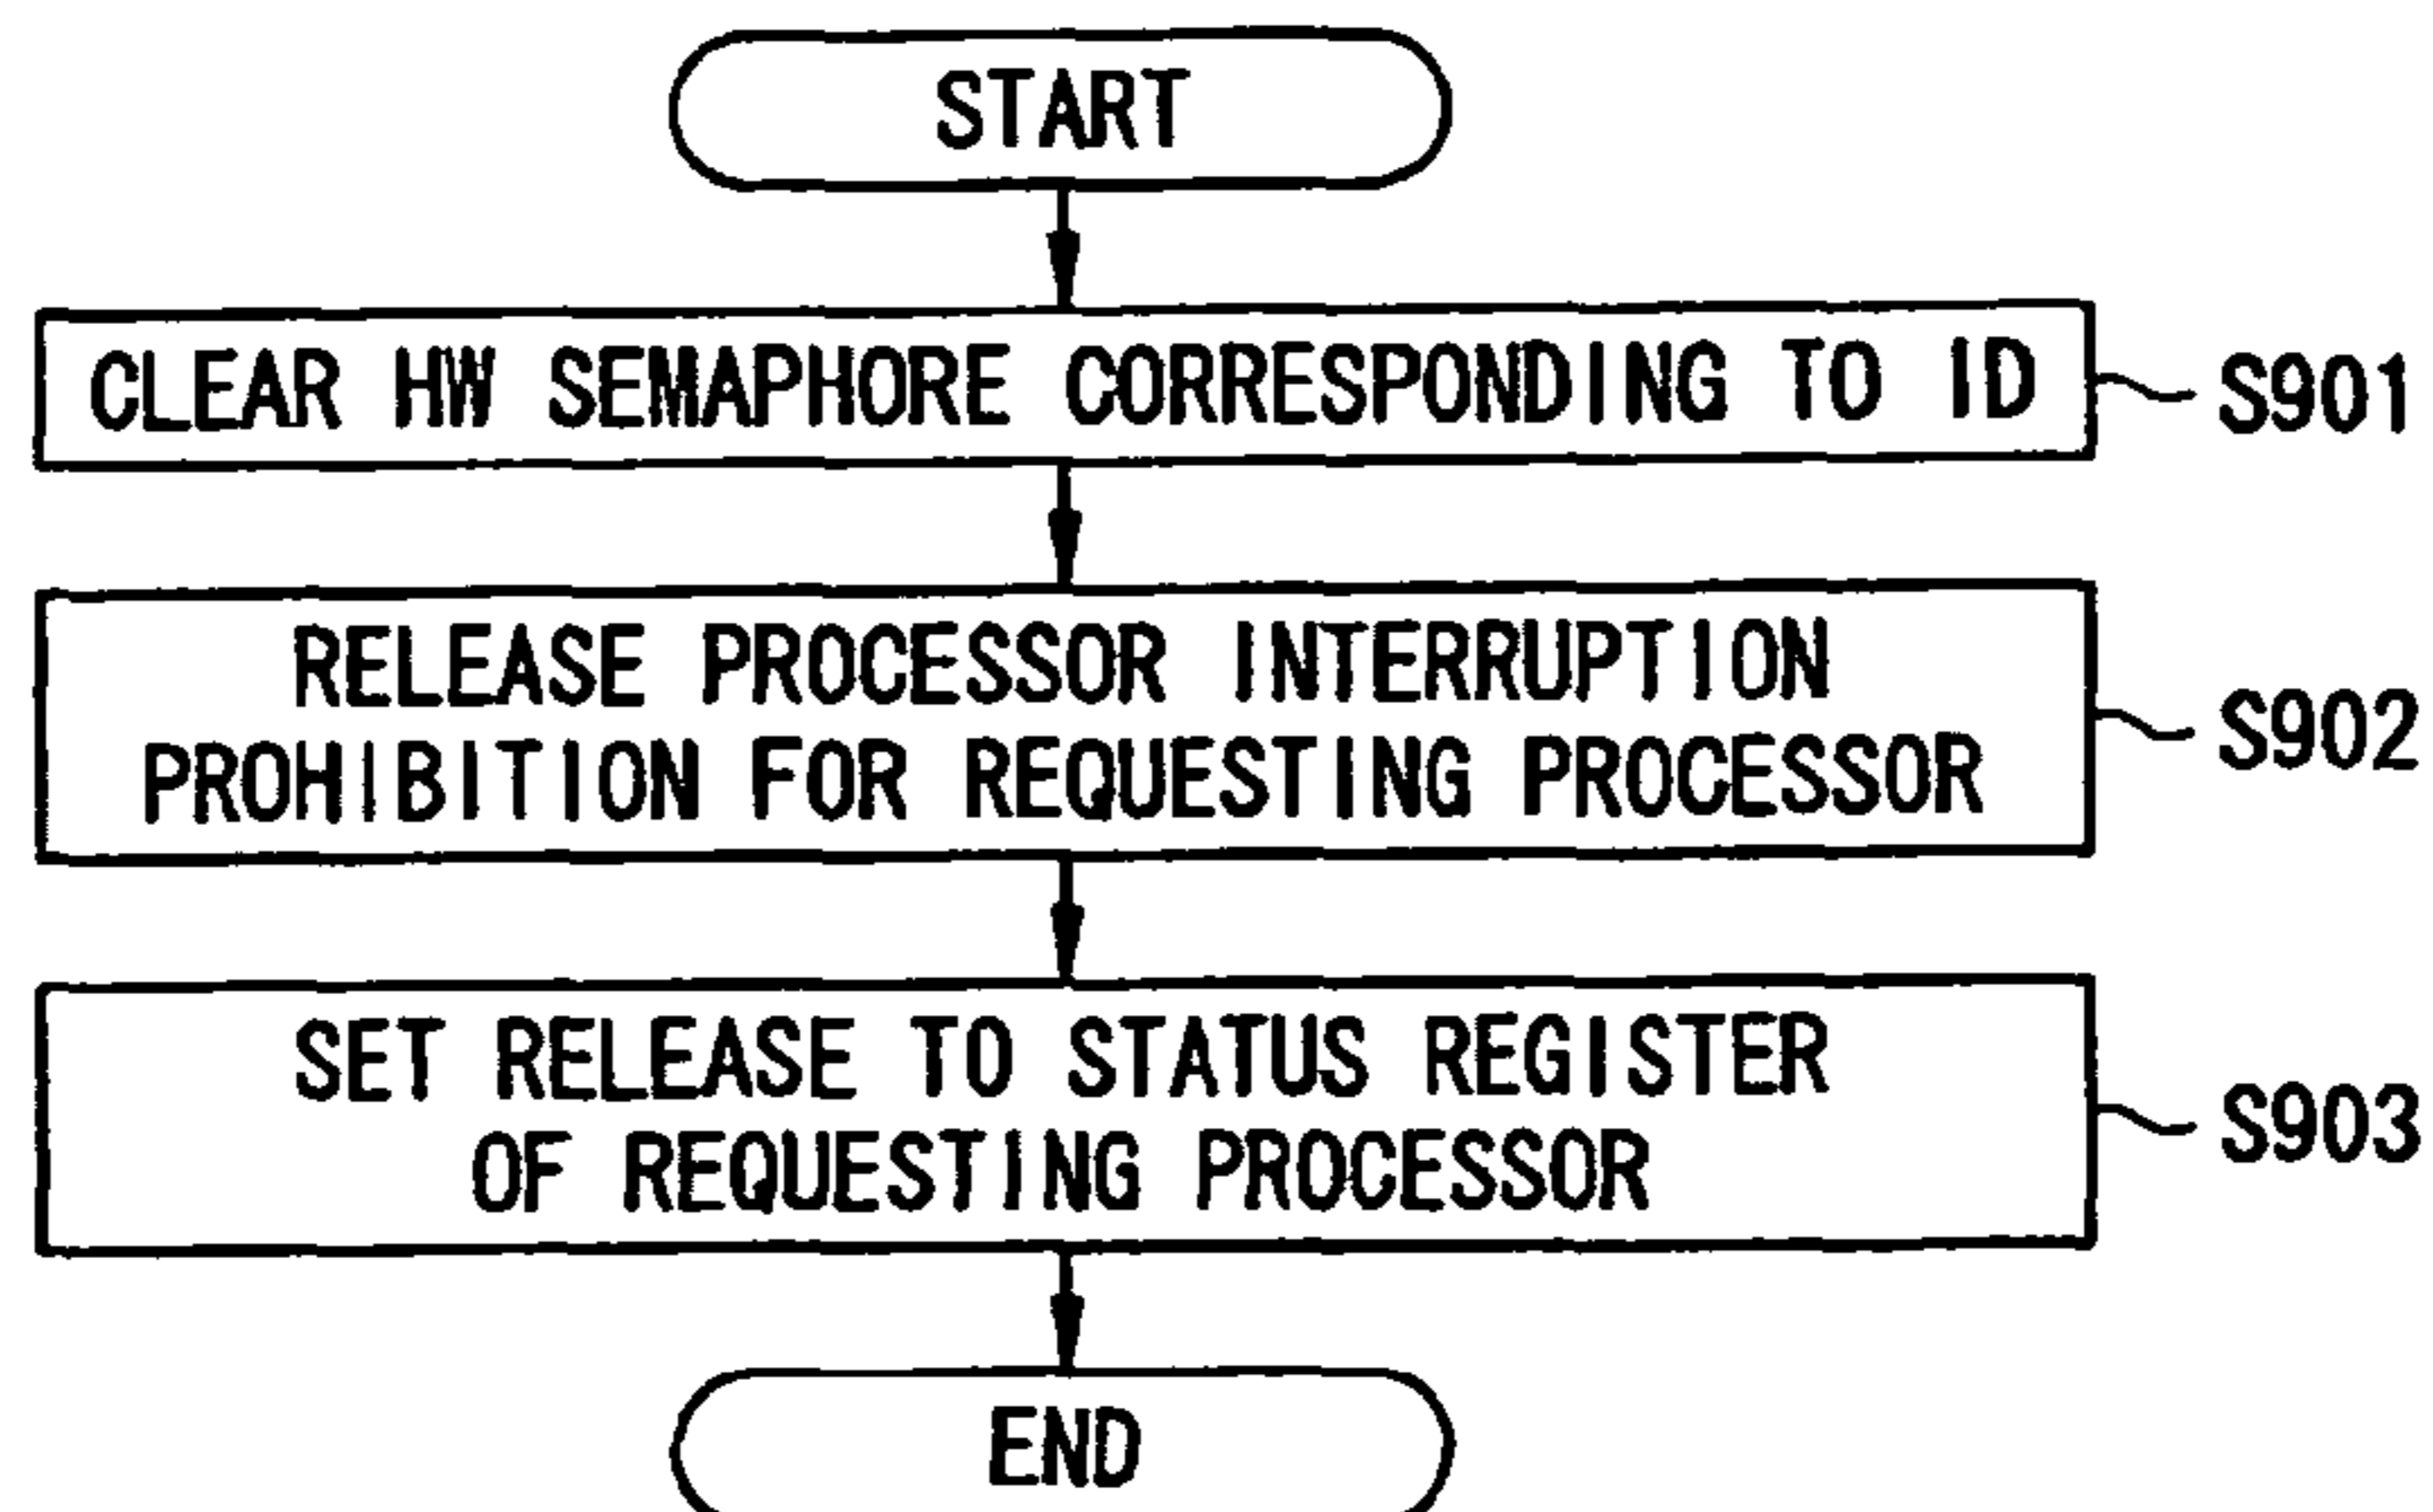 START
CLEAR HW SEMAPHORE CORRESPONDING TO ID
S901
RELEASE PROCESSOR INTERRUPTION
PROHIBITION FOR REQUESTING PROCESSOR
S902
SET RELEASE TO STATUS REGISTER
OF REQUESTING PROCESSOR
S903
END